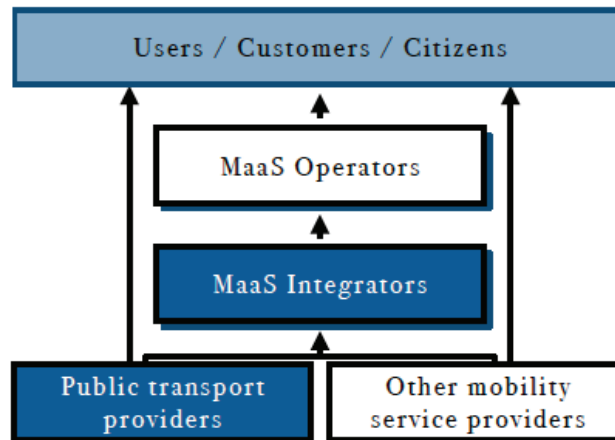 Users / Customers / Citizens
MaaS Operators
MaaS Integrators
Public transport
providers
Other mobility
service providers